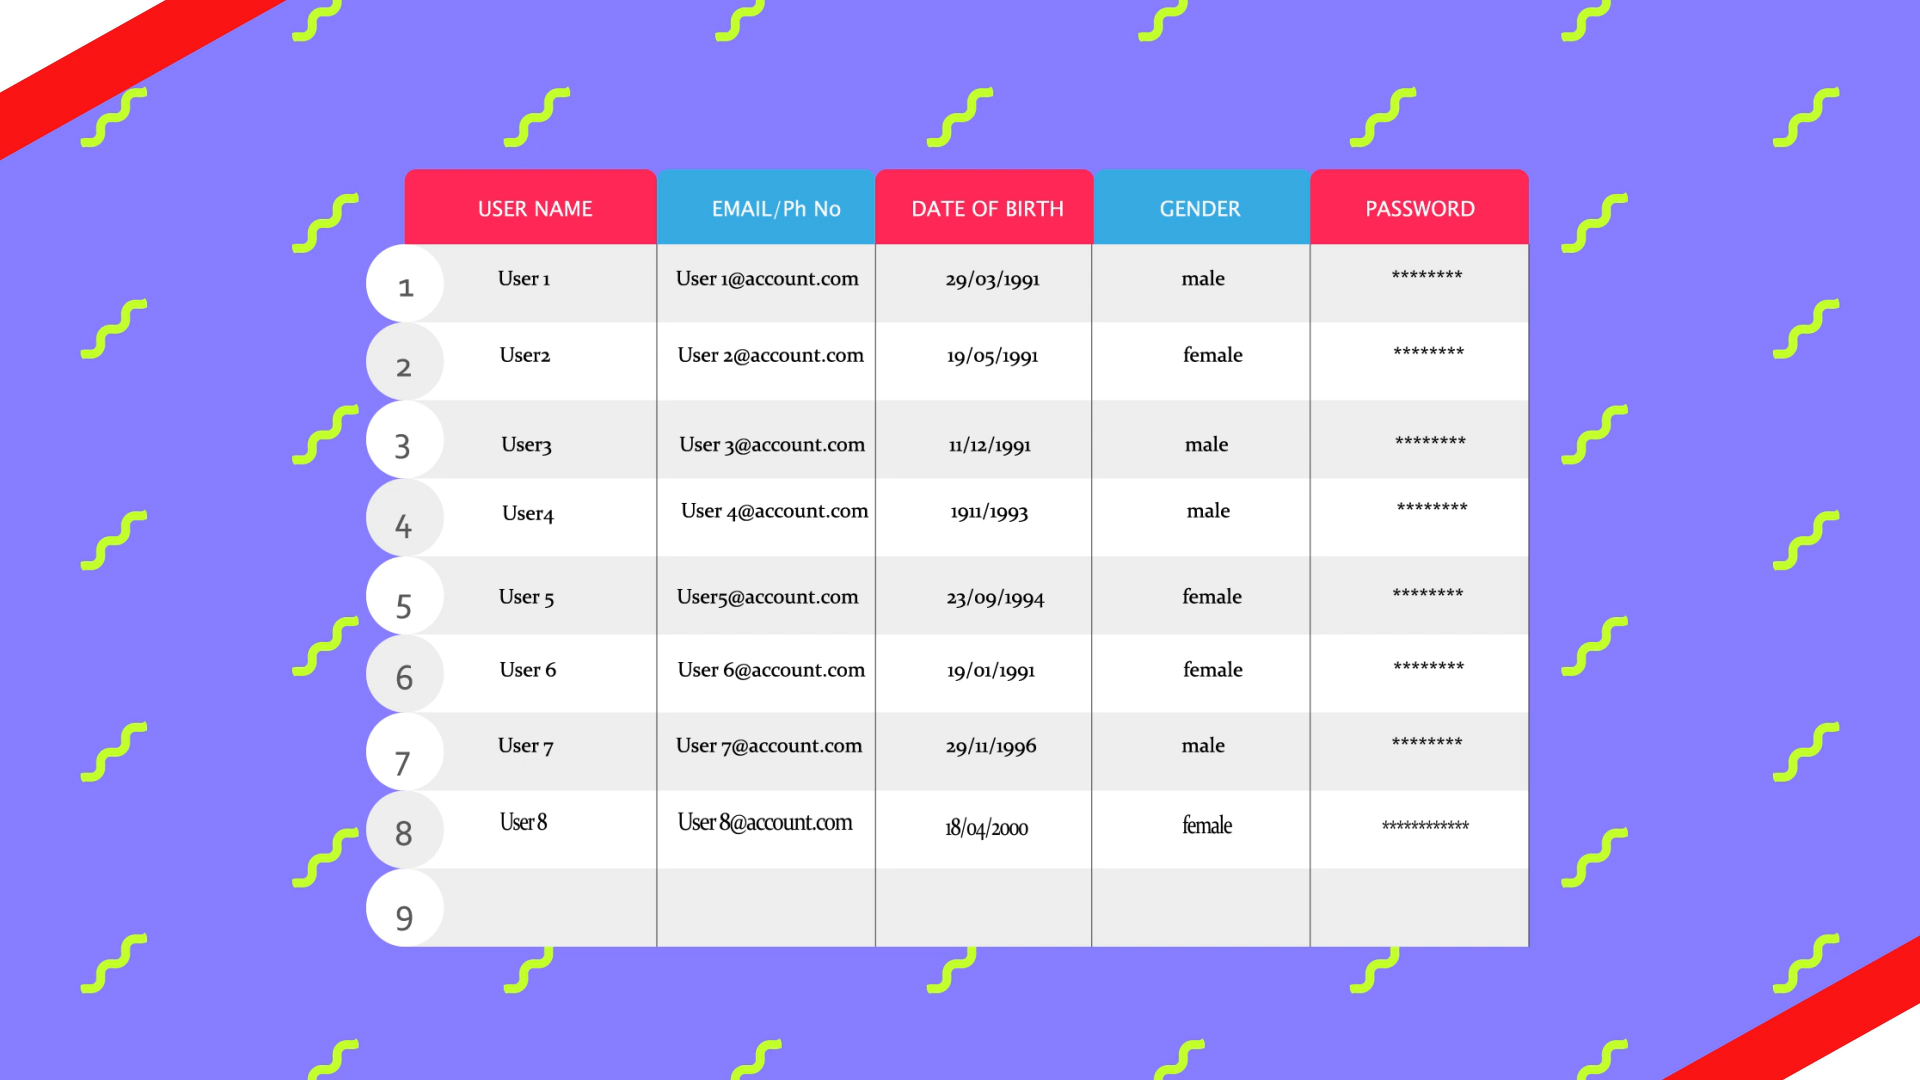 USER NAME EMAIL/Ph No DATE OF BIRTH GENDER PASSWORD
1 User 1 User 1@account.com 29/03/1991 male ********
2 User2 User 2@account.com 19/05/1991 female ********
3 User3 User 3@account.com 11/12/1991 male ********
4 User4 User 4@account.com 1911/1993 male ********
5 User 5 User5@account.com 23/09/1994 female ********
6 User 6 User 6@account.com 19/01/1991 female ********
7 User 7 User 7@account.com 29/11/1996 male ********
8 User 8 User 8@account.com 18/04/2000 female ************
9